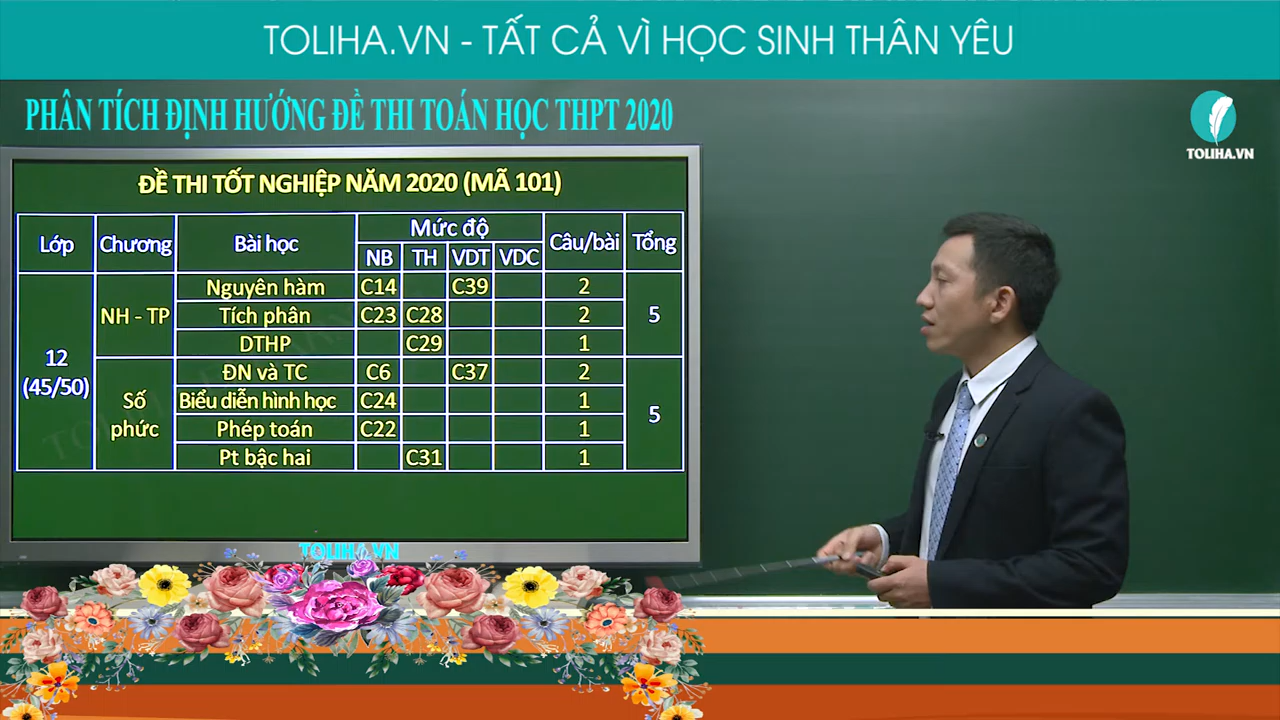 TOLIHA.VN - TẤT CẢ VÌ HỌC SINH THÂN YÊU
PHÂN TÍCH ĐỊNH HƯỚNG ĐỀ THI TOÁN HỌC THPT 2020
TOLIHA.VN
ĐỀ THI TỐT NGHIỆP NĂM 2020 (MÃ 101)
Lớp Chương Bài học Mức độ Câu/bài Tổng
NB TH VDT VDC
12 (45/50) NH - TP Nguyên hàm C14 C39 2 5
Tích phân C23 C28 2
DTHP C29 1
Số phức ĐN và TC C6 C37 2 5
Biểu diễn hình học C24 1
Phép toán C22 1
Pt bậc hai C31 1
TOLIHA.VN